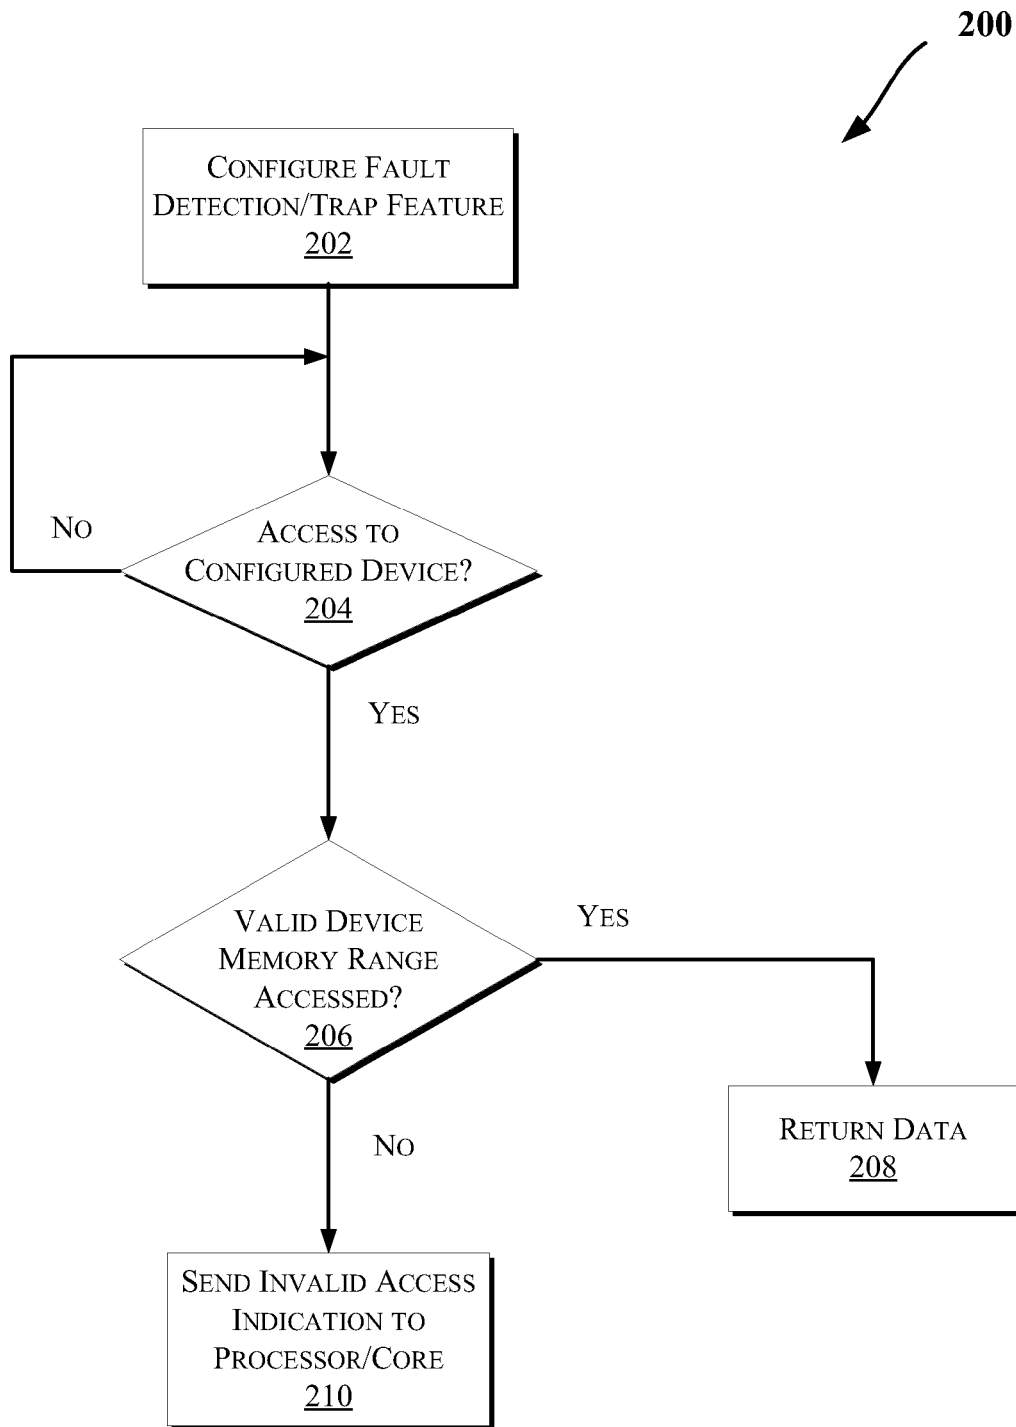 200
CONFIGURE FAULT
DETECTION/TRAP FEATURE
202
NO
ACCESS TO
CONFIGURED DEVICE?
204
YES
VALID DEVICE
MEMORY RANGE
ACCESSED?
206
YES
RETURN DATA
208
NO
SEND INVALID ACCESS
INDICATION TO
PROCESSOR/CORE
210